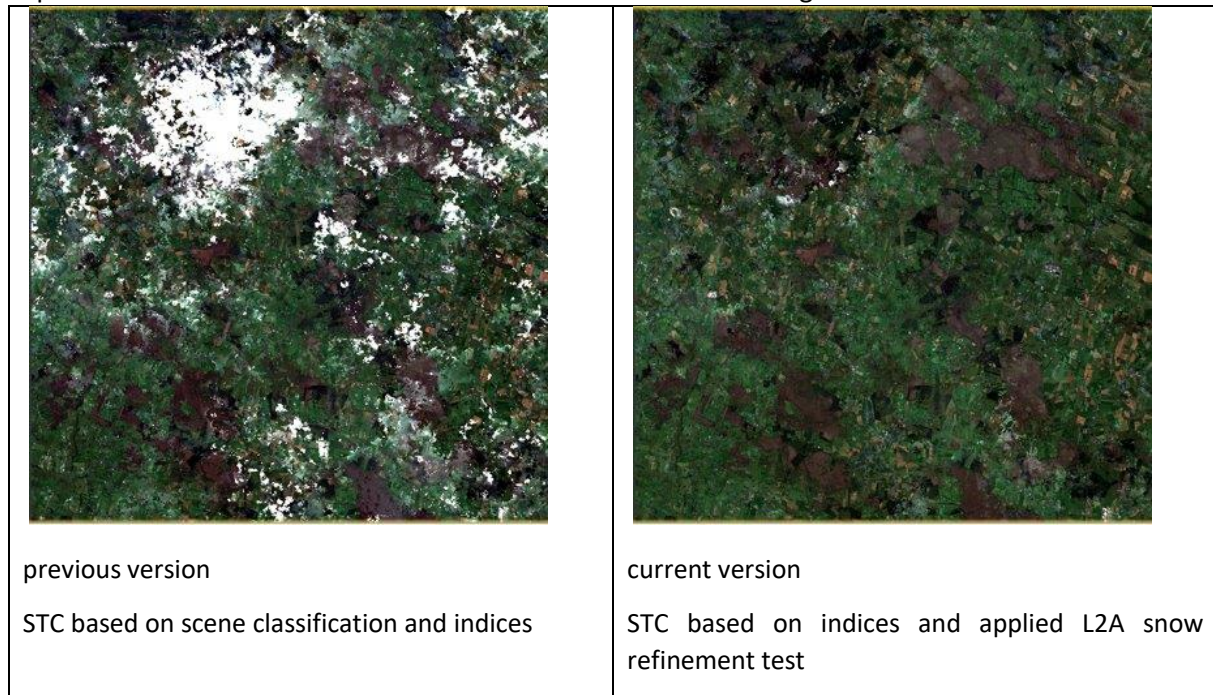 previous version
STC based on scene classification and indices
current version
STC based on indices and applied L2A snow
refinement test